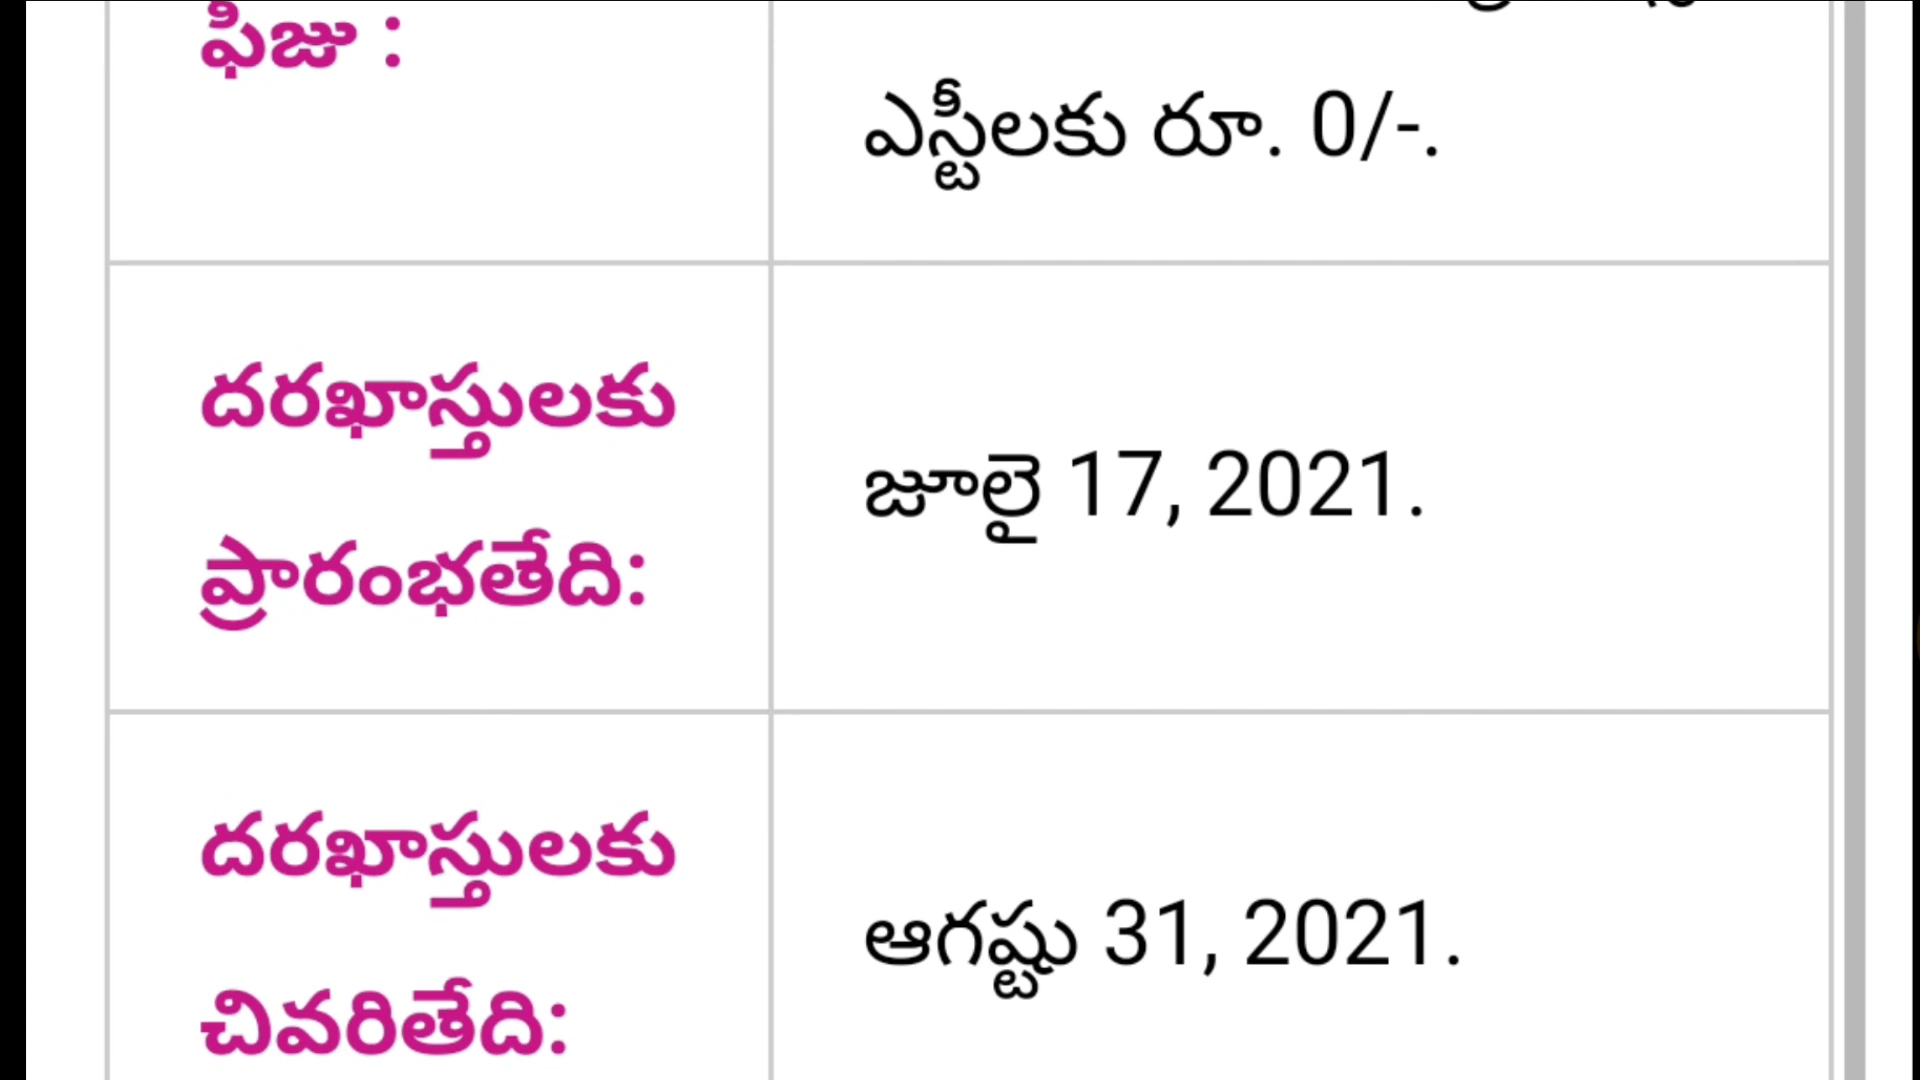 ఫీజు :
ఎస్టీలకు రూ. 0/-.
దరఖాస్తులకు
ప్రారంభతేది:
జూలై 17, 2021.
దరఖాస్తులకు
చివరితేది:
ఆగష్టు 31, 2021.